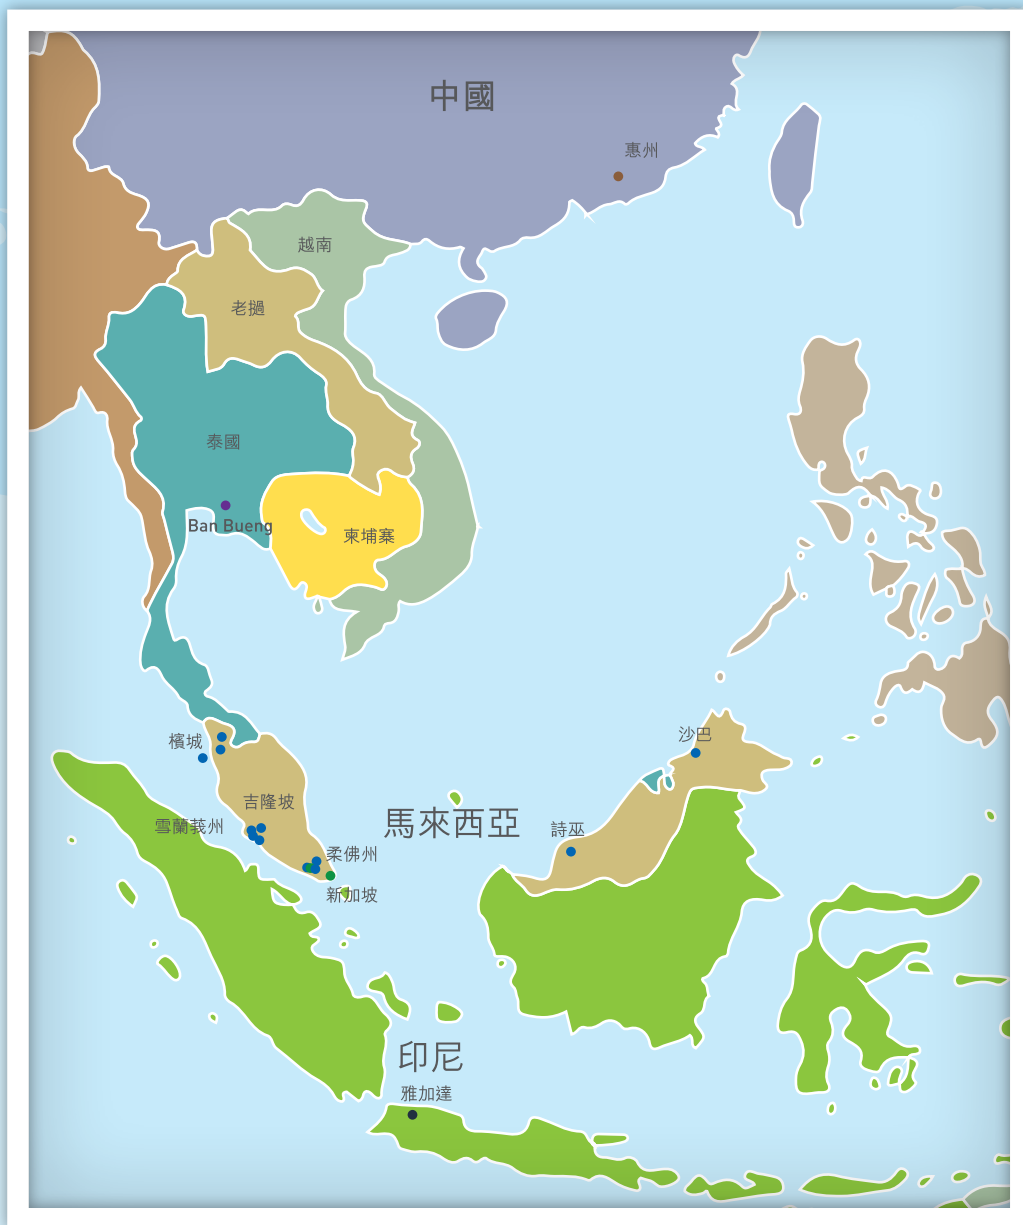 中國
惠州
越南
老撾
泰國
Ban Bueng
柬埔寨
檳城
沙巴
吉隆坡
馬來西亞
雪蘭莪州
詩巫
柔佛州
新加坡
印尼
雅加達